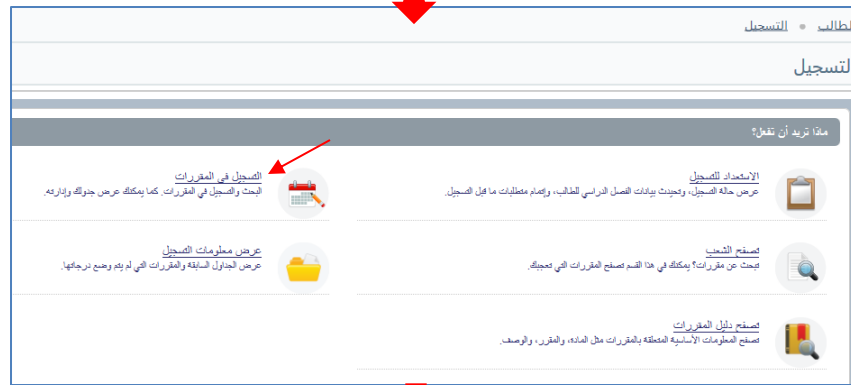 الطالب • التسجيل
التسجيل
ماذا تريد أن تفعل؟
الاستعداد للتسجيل
عرض حالة التسجيل، وتحديث بيانات الفصل الدراسي للطالب، وإتمام متطلبات ما قبل التسجيل.
التسجيل في المقررات
البحث والتسجيل في المقررات. كما يمكنك عرض جدولك وإدارته.
تصفح الشعب
تبحث عن مقررات؟ يمكنك في هذا القسم تصفح المقررات التي تعجبك.
عرض معلومات التسجيل
عرض الجداول السابقة والمقررات التي لم يتم وضع درجاتها.
تصفح دليل المقررات
تصفح المعلومات الأساسية المتعلقة بالمقررات مثل المادة، والمقرر، والوصف.